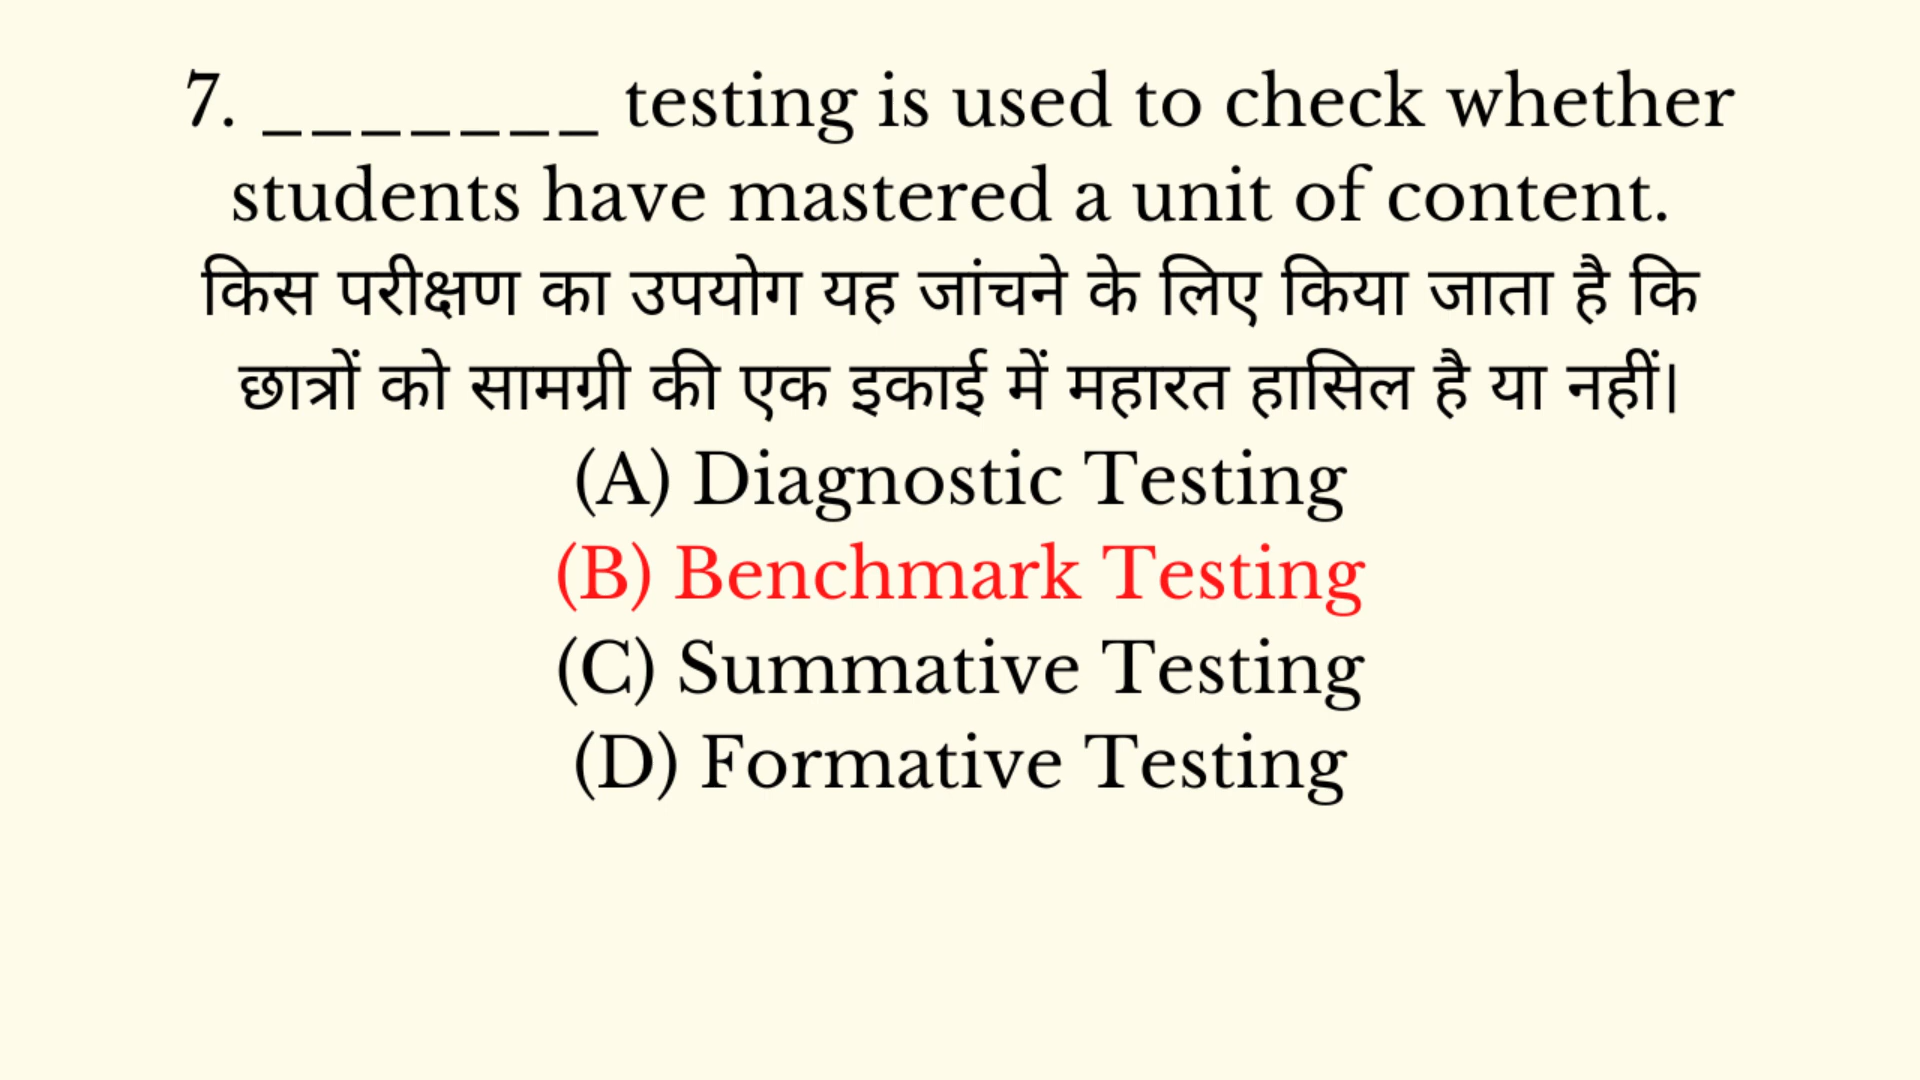 7. _______ testing is used to check whether
students have mastered a unit of content.
किस परीक्षण का उपयोग यह जांचने के लिए किया जाता है कि
छात्रों को सामग्री की एक इकाई में महारत हासिल है या नहीं।
(A) Diagnostic Testing
(B) Benchmark Testing
(C) Summative Testing
(D) Formative Testing